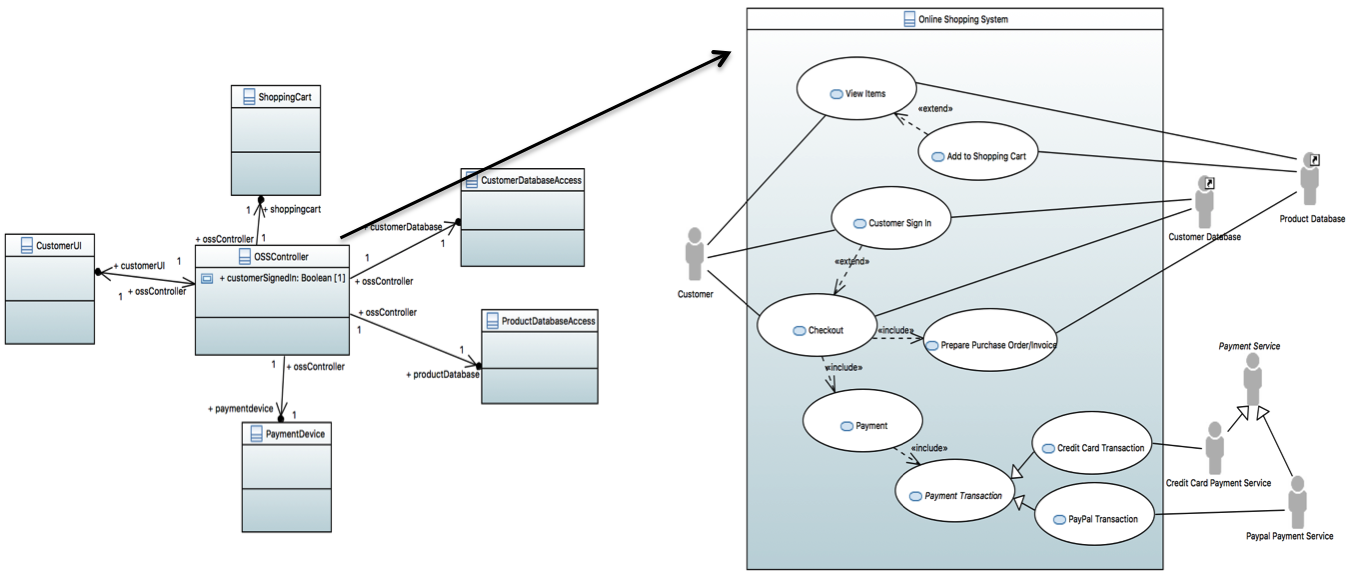 ShoppingCart
1
+ shoppingcart
+ ossController
1
CustomerUI
+ customerUI
1
1
+ ossController
OSSController
+ customerSignedIn: Boolean [1]
CustomerDatabaseAccess
+ customerDatabase
1
1
+ ossController
+ ossController
1
1
+ productDatabase
ProductDatabaseAccess
1
+ ossController
+ paymentdevice
1
PaymentDevice
Online Shopping System
View Items
«extend»
Add to Shopping Cart
Customer Sign In
«extend»
Checkout
«include»
Prepare Purchase Order/Invoice
«include»
Payment
«include»
Payment Transaction
Credit Card Transaction
PayPal Transaction
Customer
Customer Database
Product Database
Payment Service
Credit Card Payment Service
Paypal Payment Service